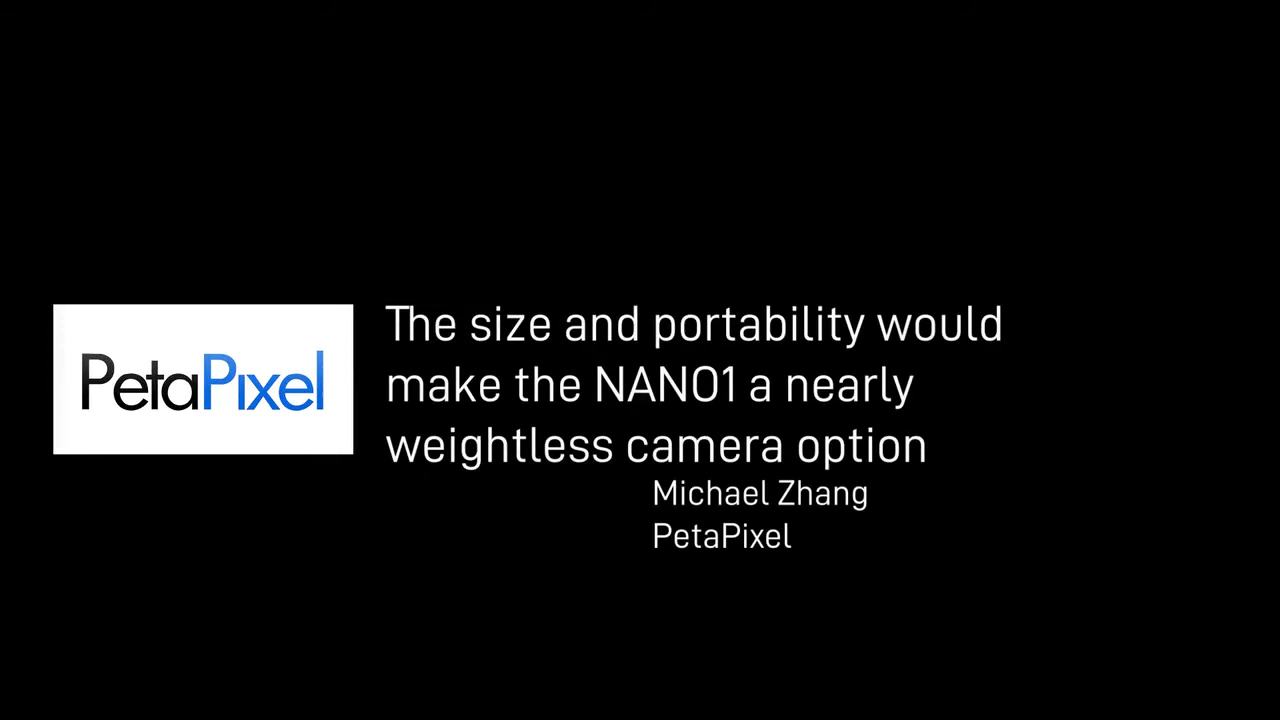 PetaPixel
The size and portability would
make the NANO1 a nearly
weightless camera option
Michael Zhang
PetaPixel